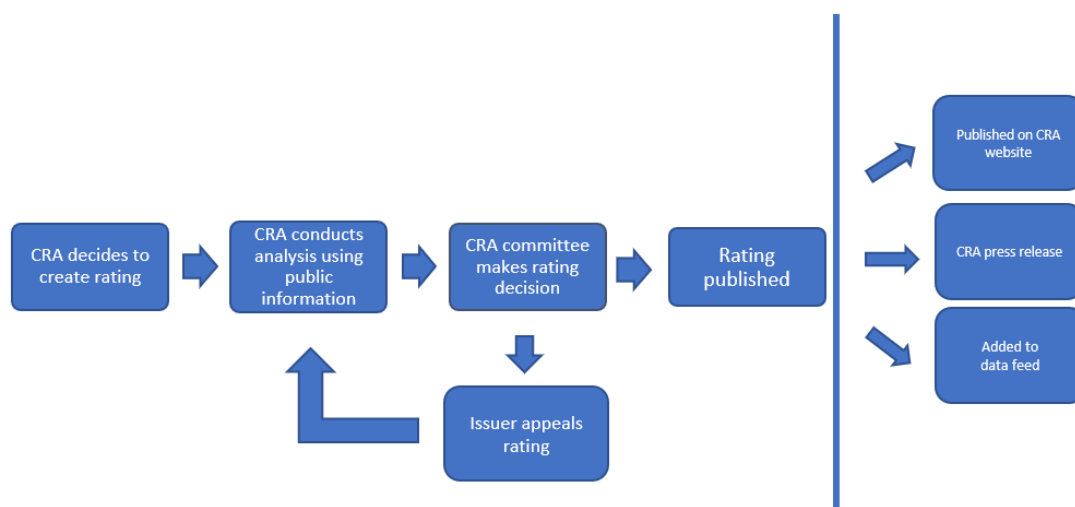 CRA decides to
create rating
CRA conducts
analysis using
public
information
CRA committee
makes rating
decision
Rating
published
Issuer appeals
rating
Published on CRA
website
CRA press release
Added to
data feed